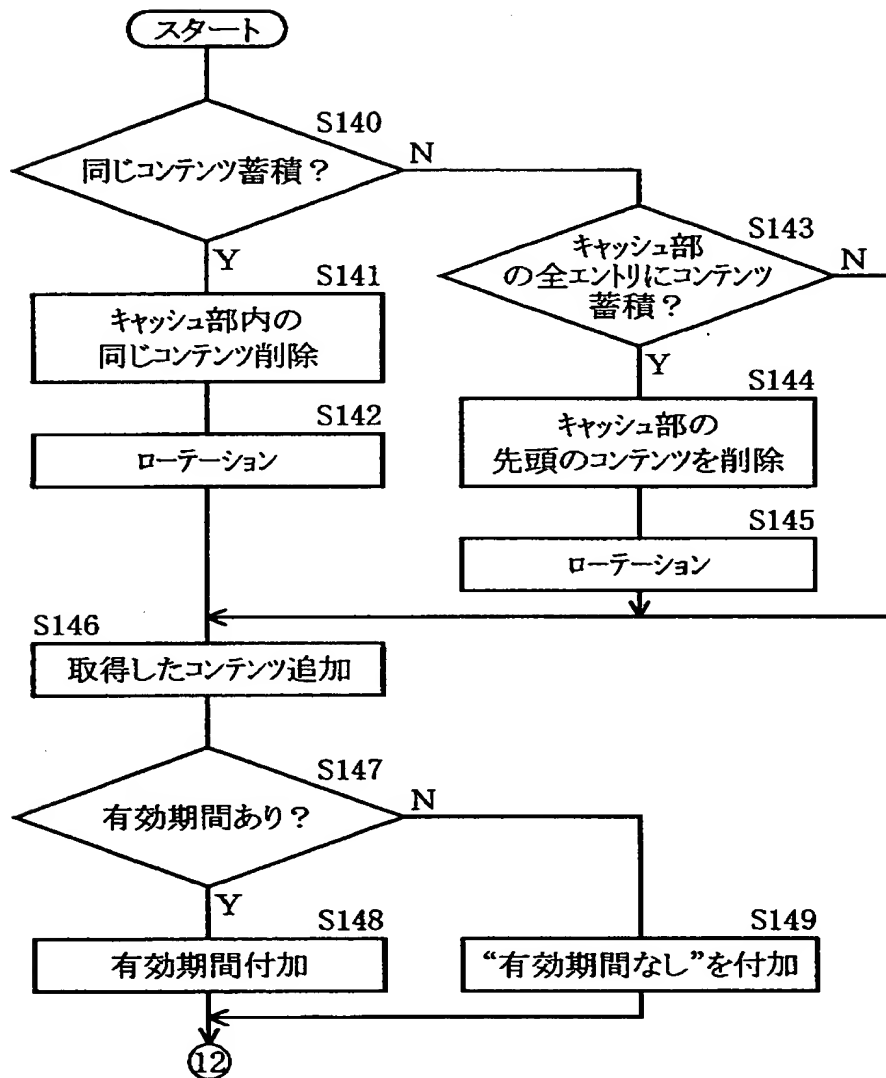 スタート
S140
同じコンテンツ蓄積?
N
Y
S143
キャッシュ部
の全エントリにコンテンツ
蓄積?
N
Y
S141
キャッシュ部内の
同じコンテンツ削除
S144
キャッシュ部の
先頭のコンテンツを削除
S142
ローテーション
S145
ローテーション
S146
取得したコンテンツ追加
S147
有効期間あり?
N
Y
S148
有効期間付加
S149
“有効期間なし”を付加
12